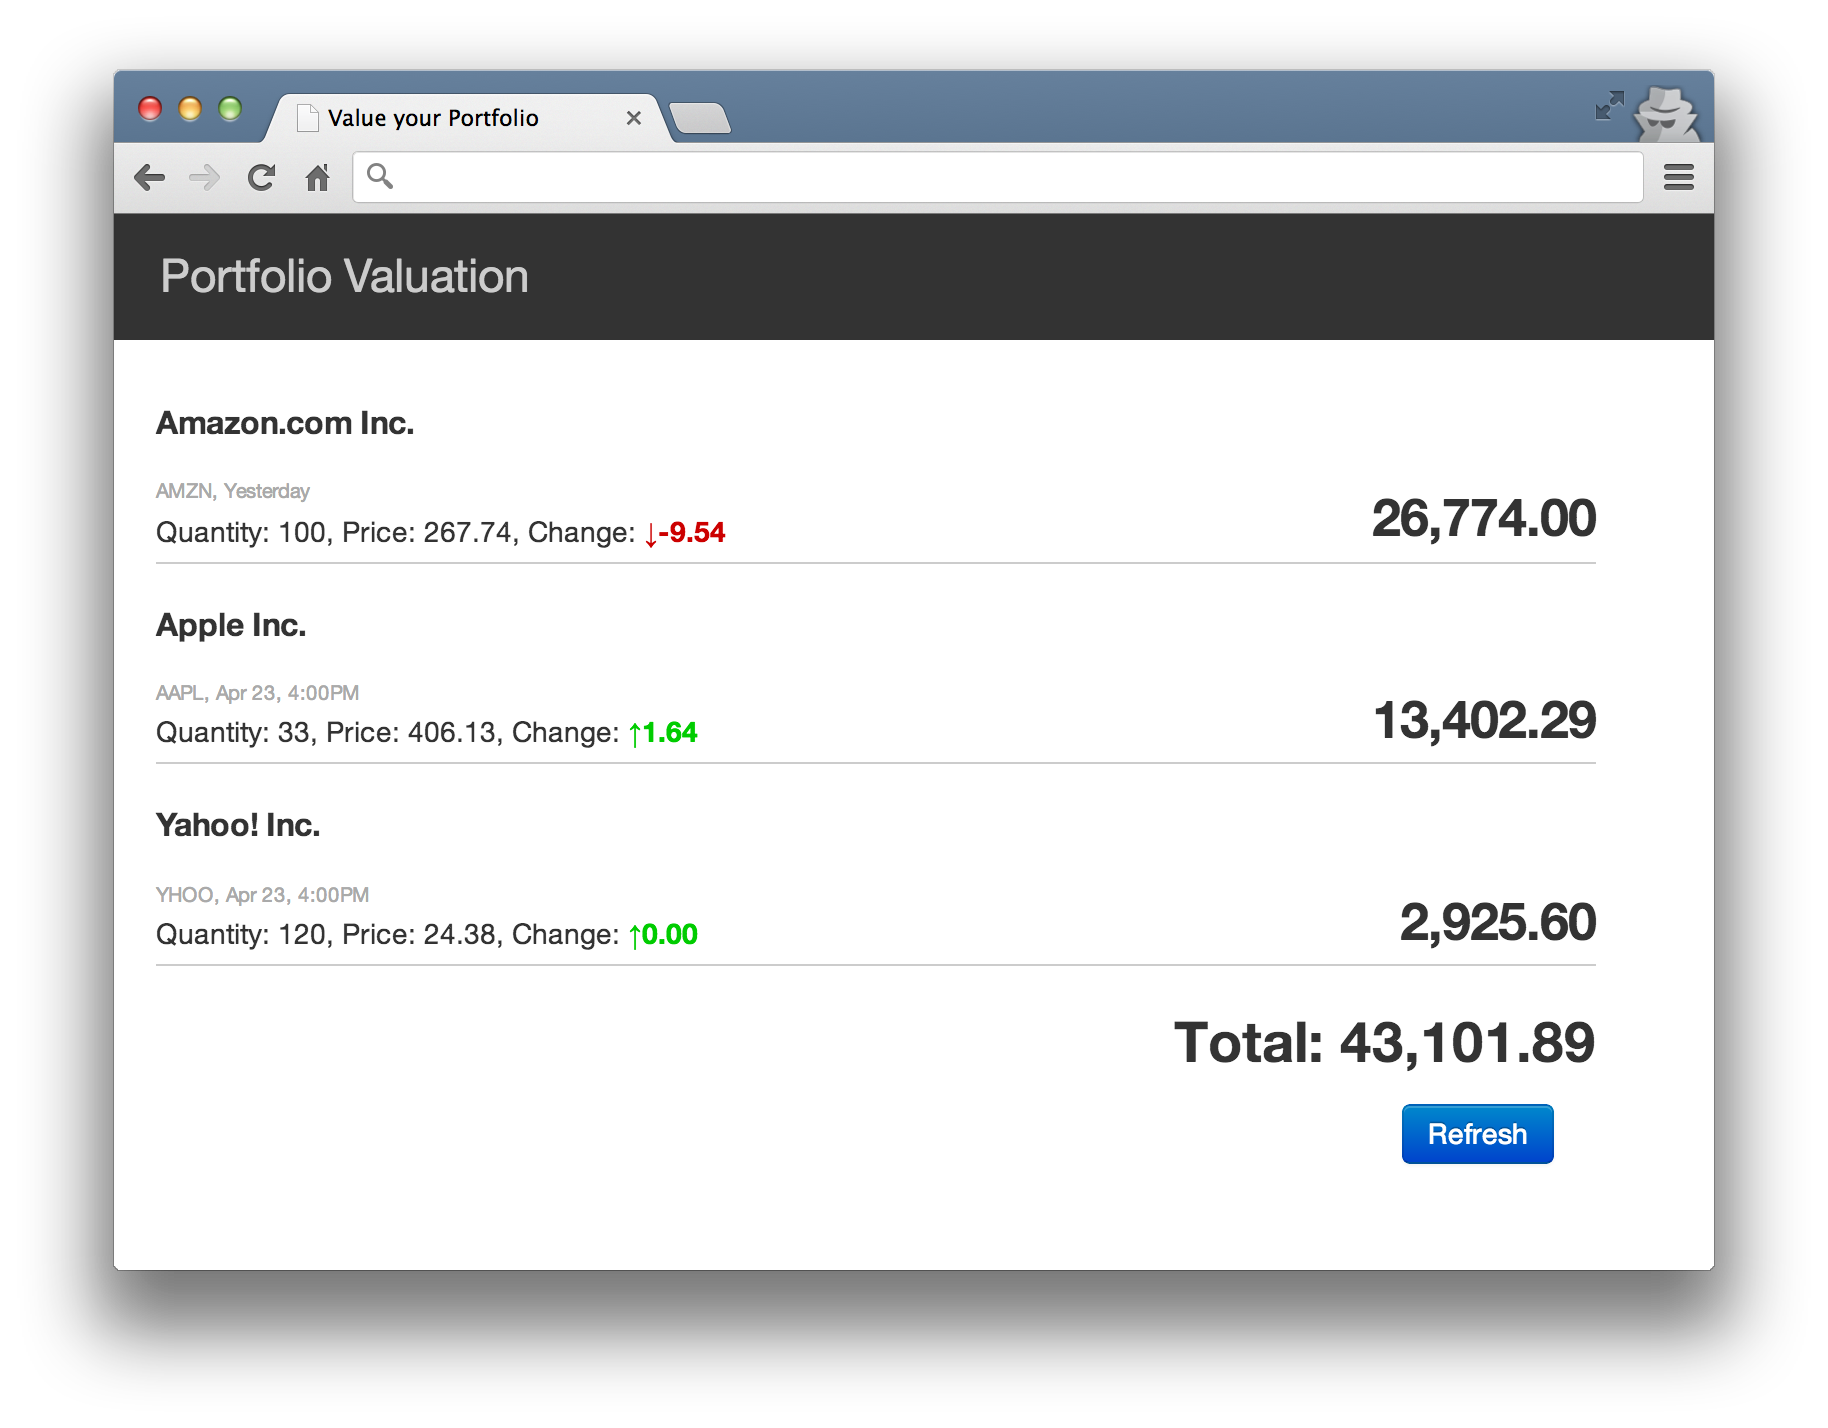 Value your Portfolio
Portfolio Valuation
Amazon.com Inc.
AMZN, Yesterday
Quantity: 100, Price: 267.74, Change: ↓-9.54
26,774.00
Apple Inc.
AAPL, Apr 23, 4:00PM
Quantity: 33, Price: 406.13, Change: ↑1.64
13,402.29
Yahoo! Inc.
YHOO, Apr 23, 4:00PM
Quantity: 120, Price: 24.38, Change: ↑0.00
2,925.60
Total: 43,101.89
Refresh